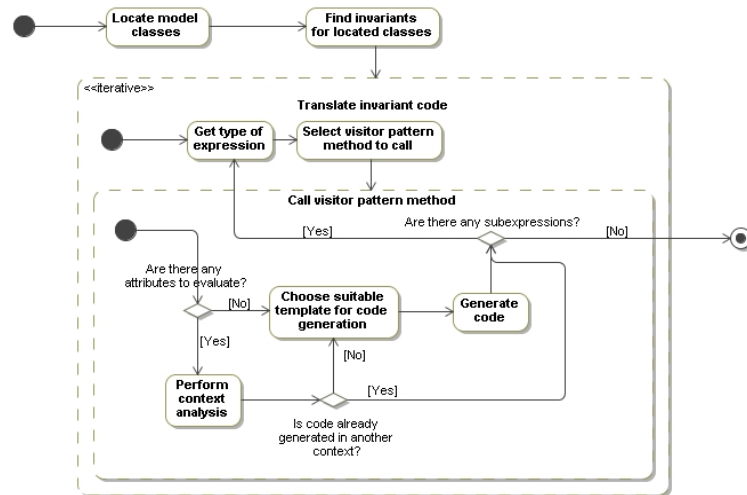 Locate model
classes
Find invariants
for located classes
<<iterative>>
Translate invariant code
Get type of
expression
Select visitor pattern
method to call
Call visitor pattern method
Are there any subexpressions?
[Yes]
[No]
Are there any
attributes to evaluate?
[No]
Choose suitable
template for code
generation
Generate
code
[Yes]
[No]
Perform
context
analysis
[Yes]
Is code already
generated in another
context?